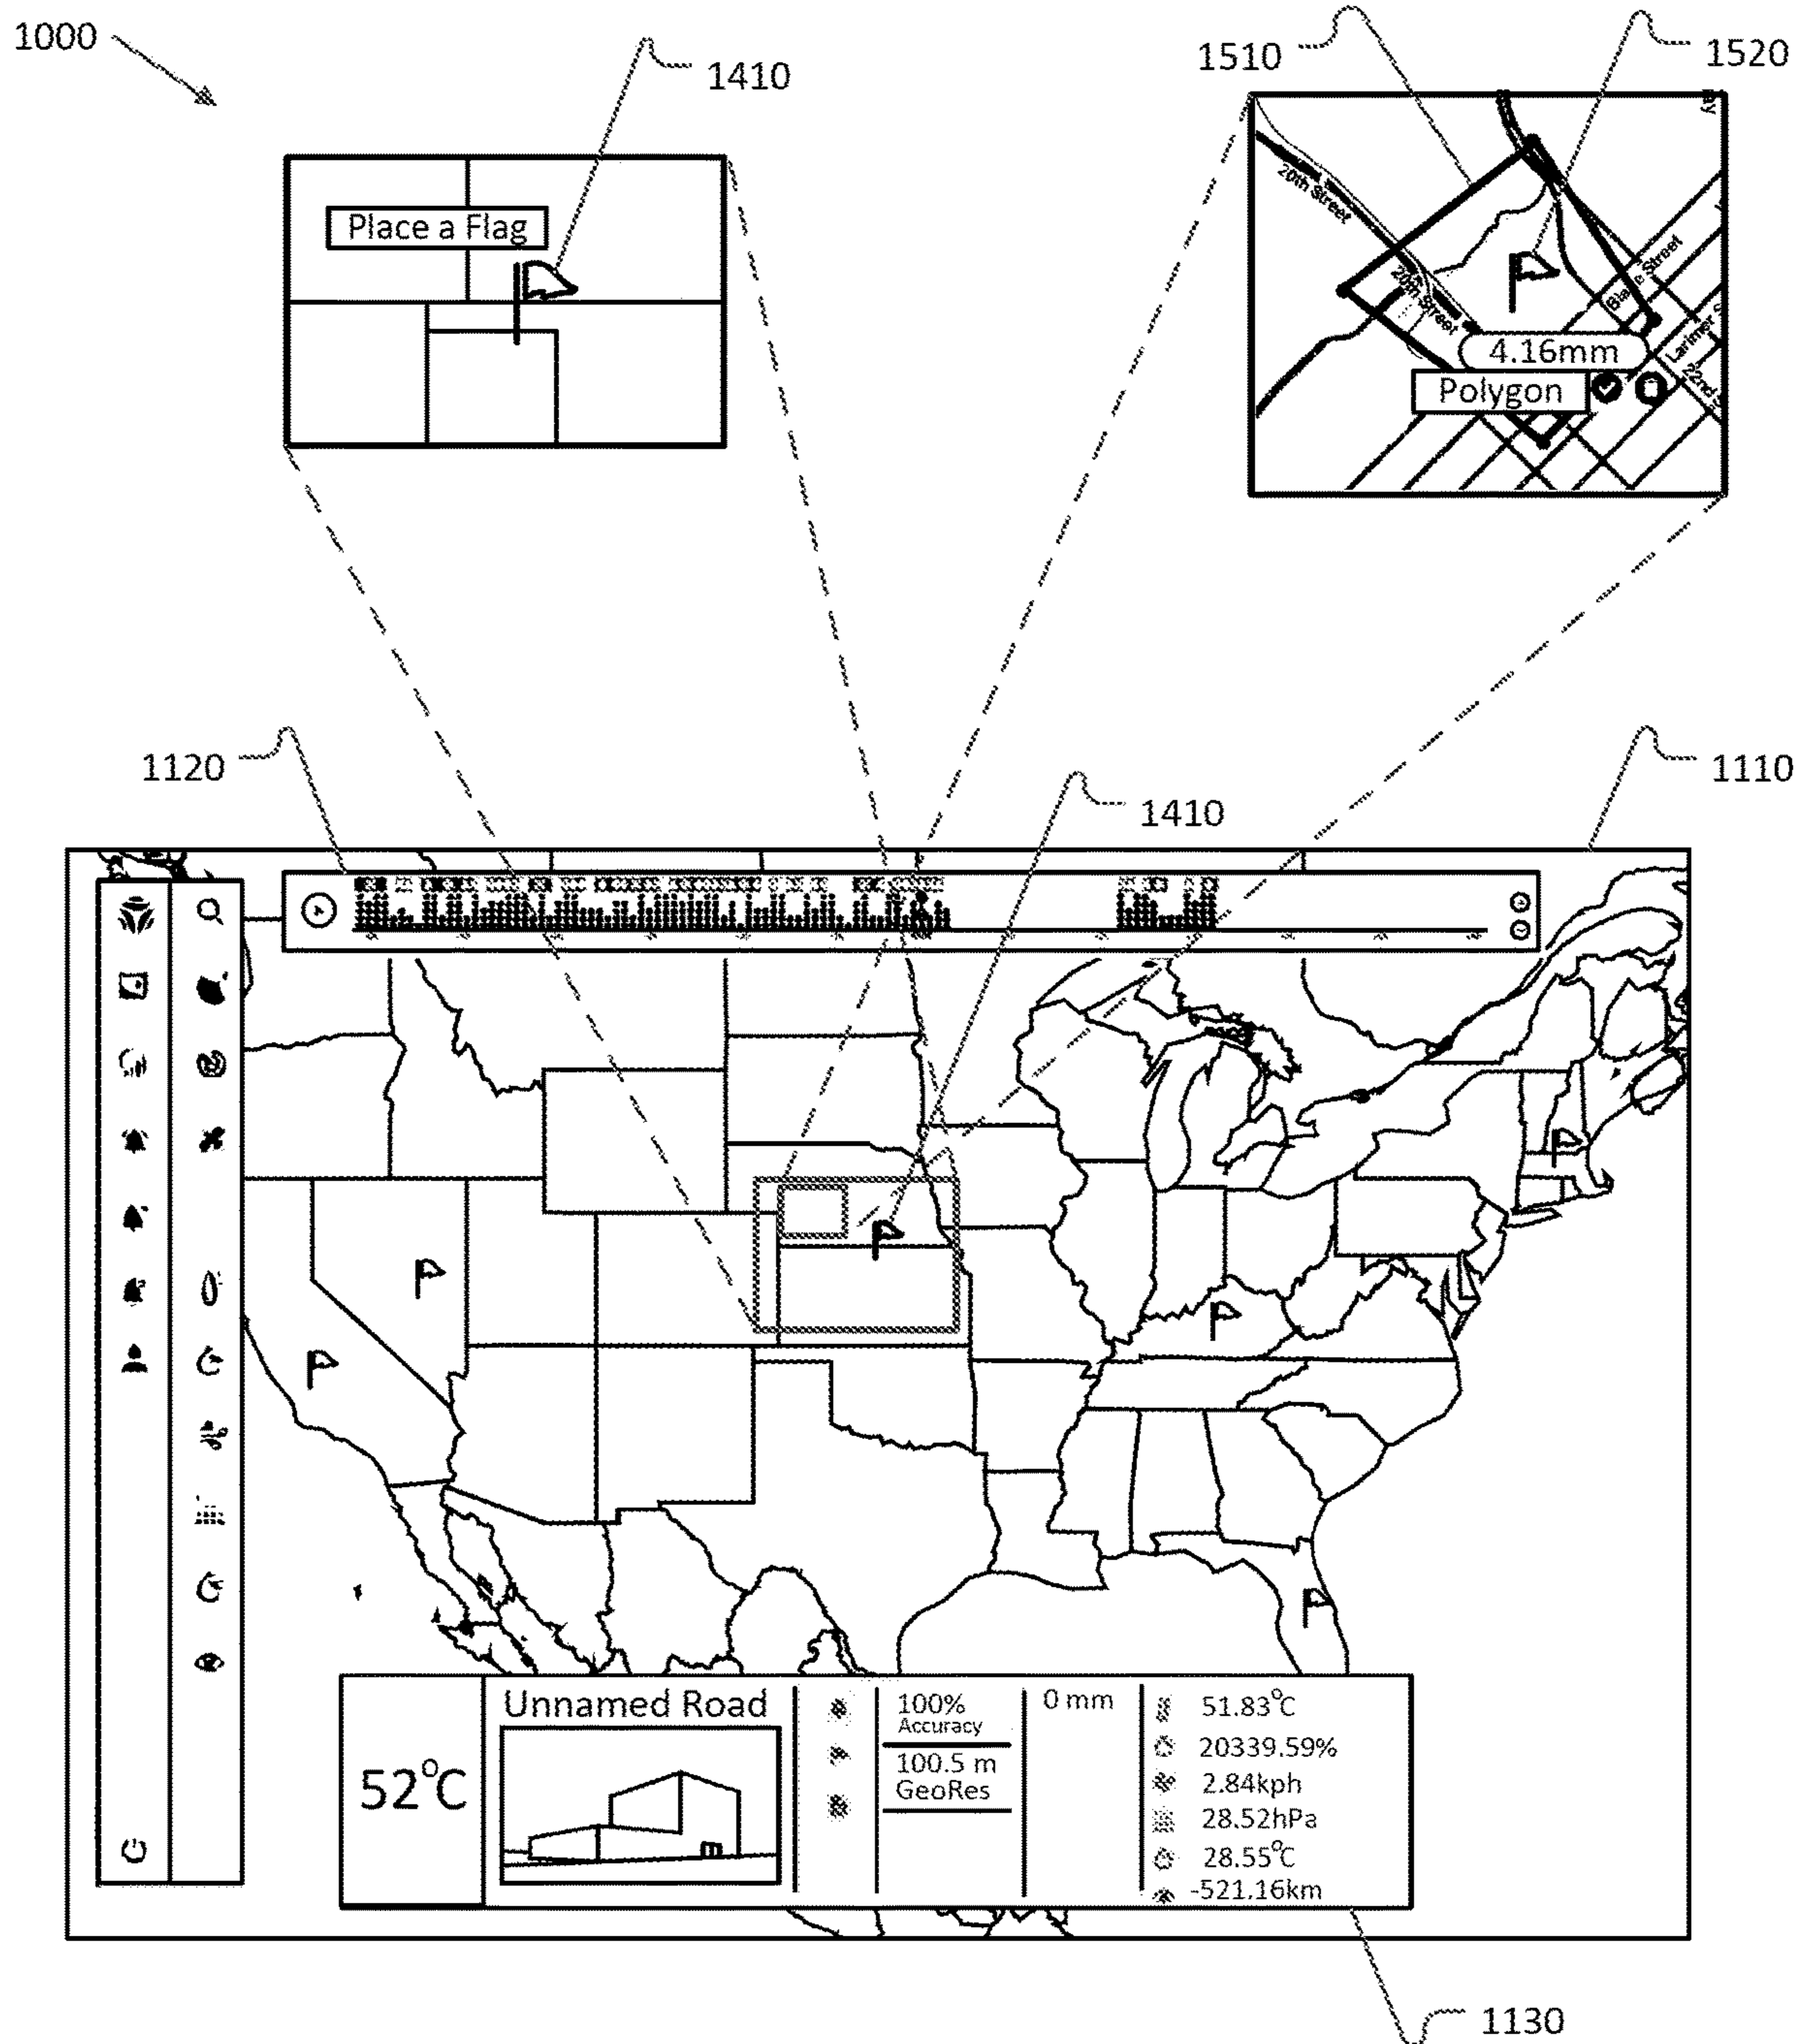 1000
1410
1510
1520
Place a Flag
20th Street
20th Street
Street
4.16mm
Polygon
Larimer
22nd
1120
1410
1110
Unnamed Road
52°C
100%
Accuracy
100.5 m
GeoRes
0 mm
51.83°C
20339.59%
2.84kph
28.52hPa
28.55°C
-521.16km
1130